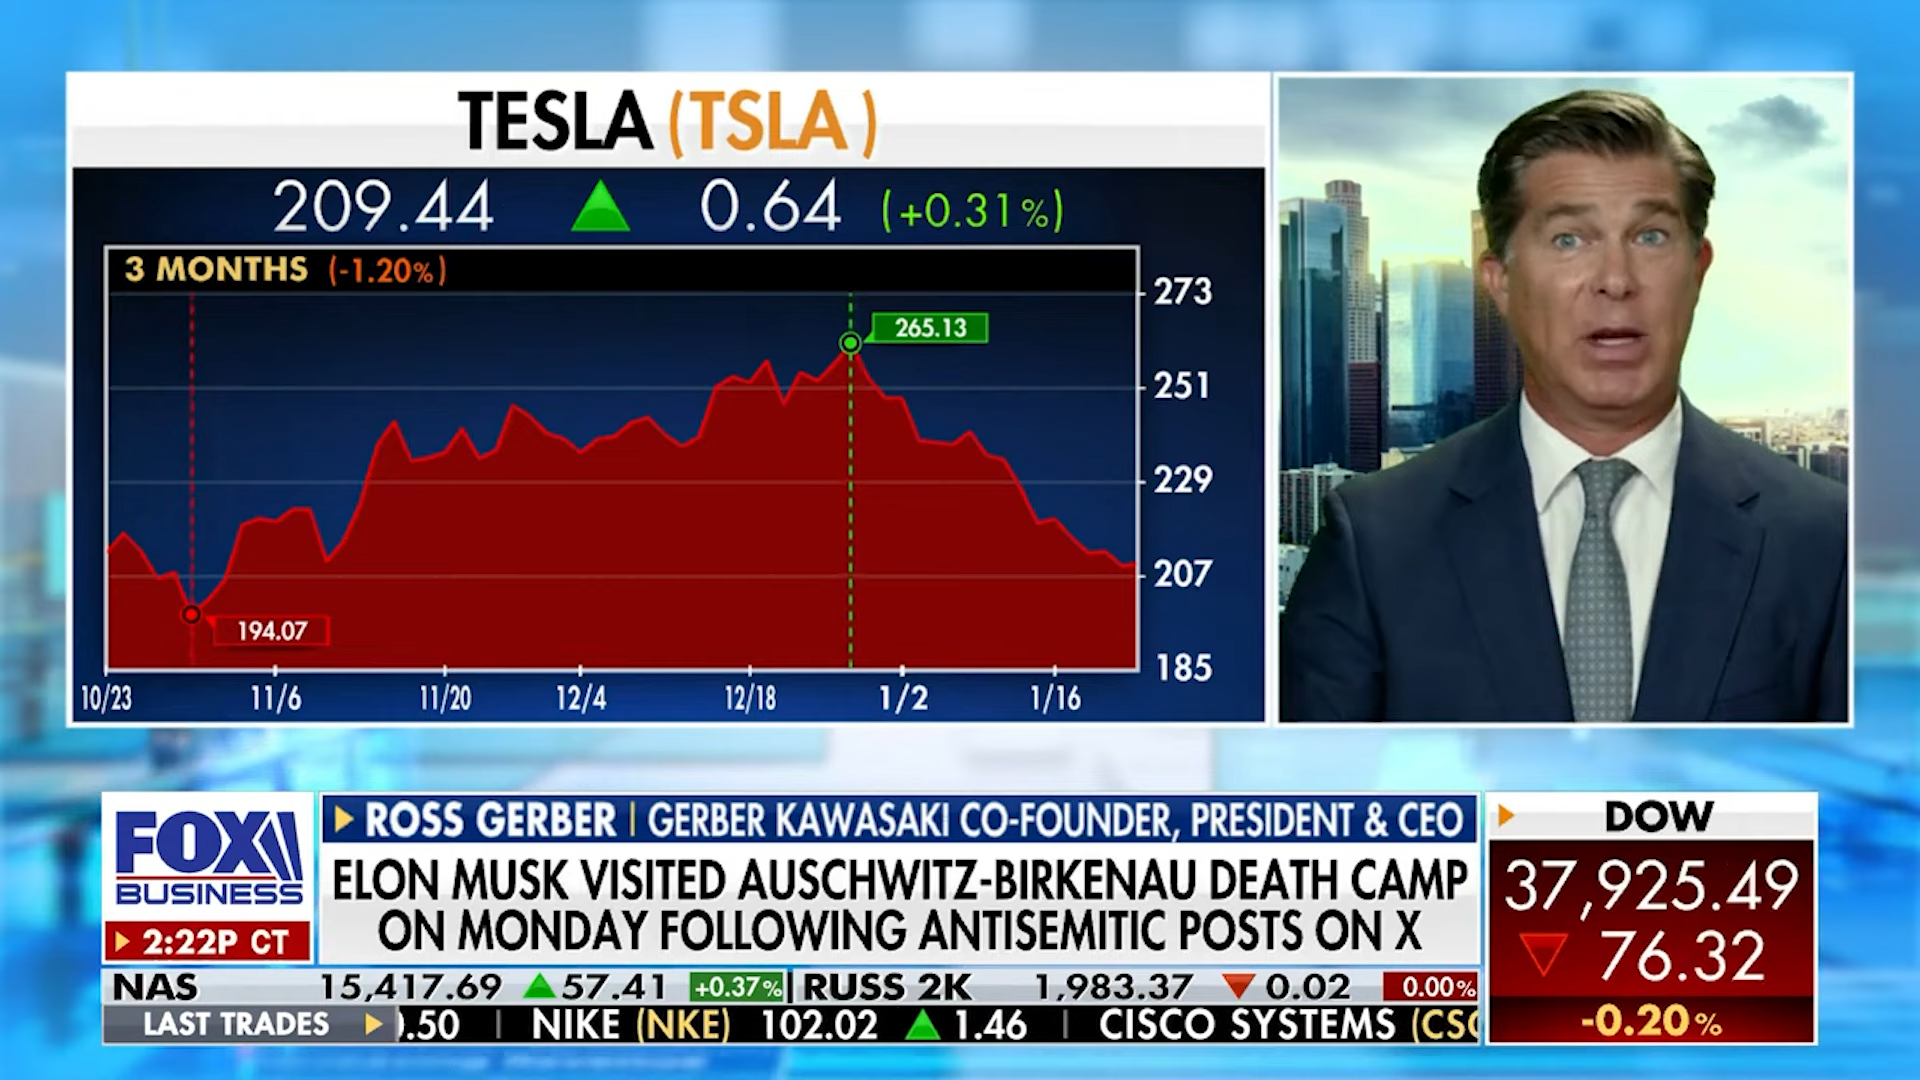 TESLA (TSLA )
209.44 ▲ 0.64 (+0.31%)
3 MONTHS (-1.20%)
273
265.13
251
229
207
194.07
185
10/23 11/6 11/20 12/4 12/18 1/2 1/16
FOX BUSINESS
2:22P CT
ROSS GERBER | GERBER KAWASAKI CO-FOUNDER, PRESIDENT & CEO
ELON MUSK VISITED AUSCHWITZ-BIRKENAU DEATH CAMP
ON MONDAY FOLLOWING ANTISEMITIC POSTS ON X
DOW
37,925.49
▼ 76.32
-0.20%
NAS 15,417.69 ▲ 57.41 +0.37% | RUSS 2K 1,983.37 ▼ 0.02 0.00%
LAST TRADES .50 | NIKE (NKE) 102.02 ▲ 1.46 | CISCO SYSTEMS (CSC